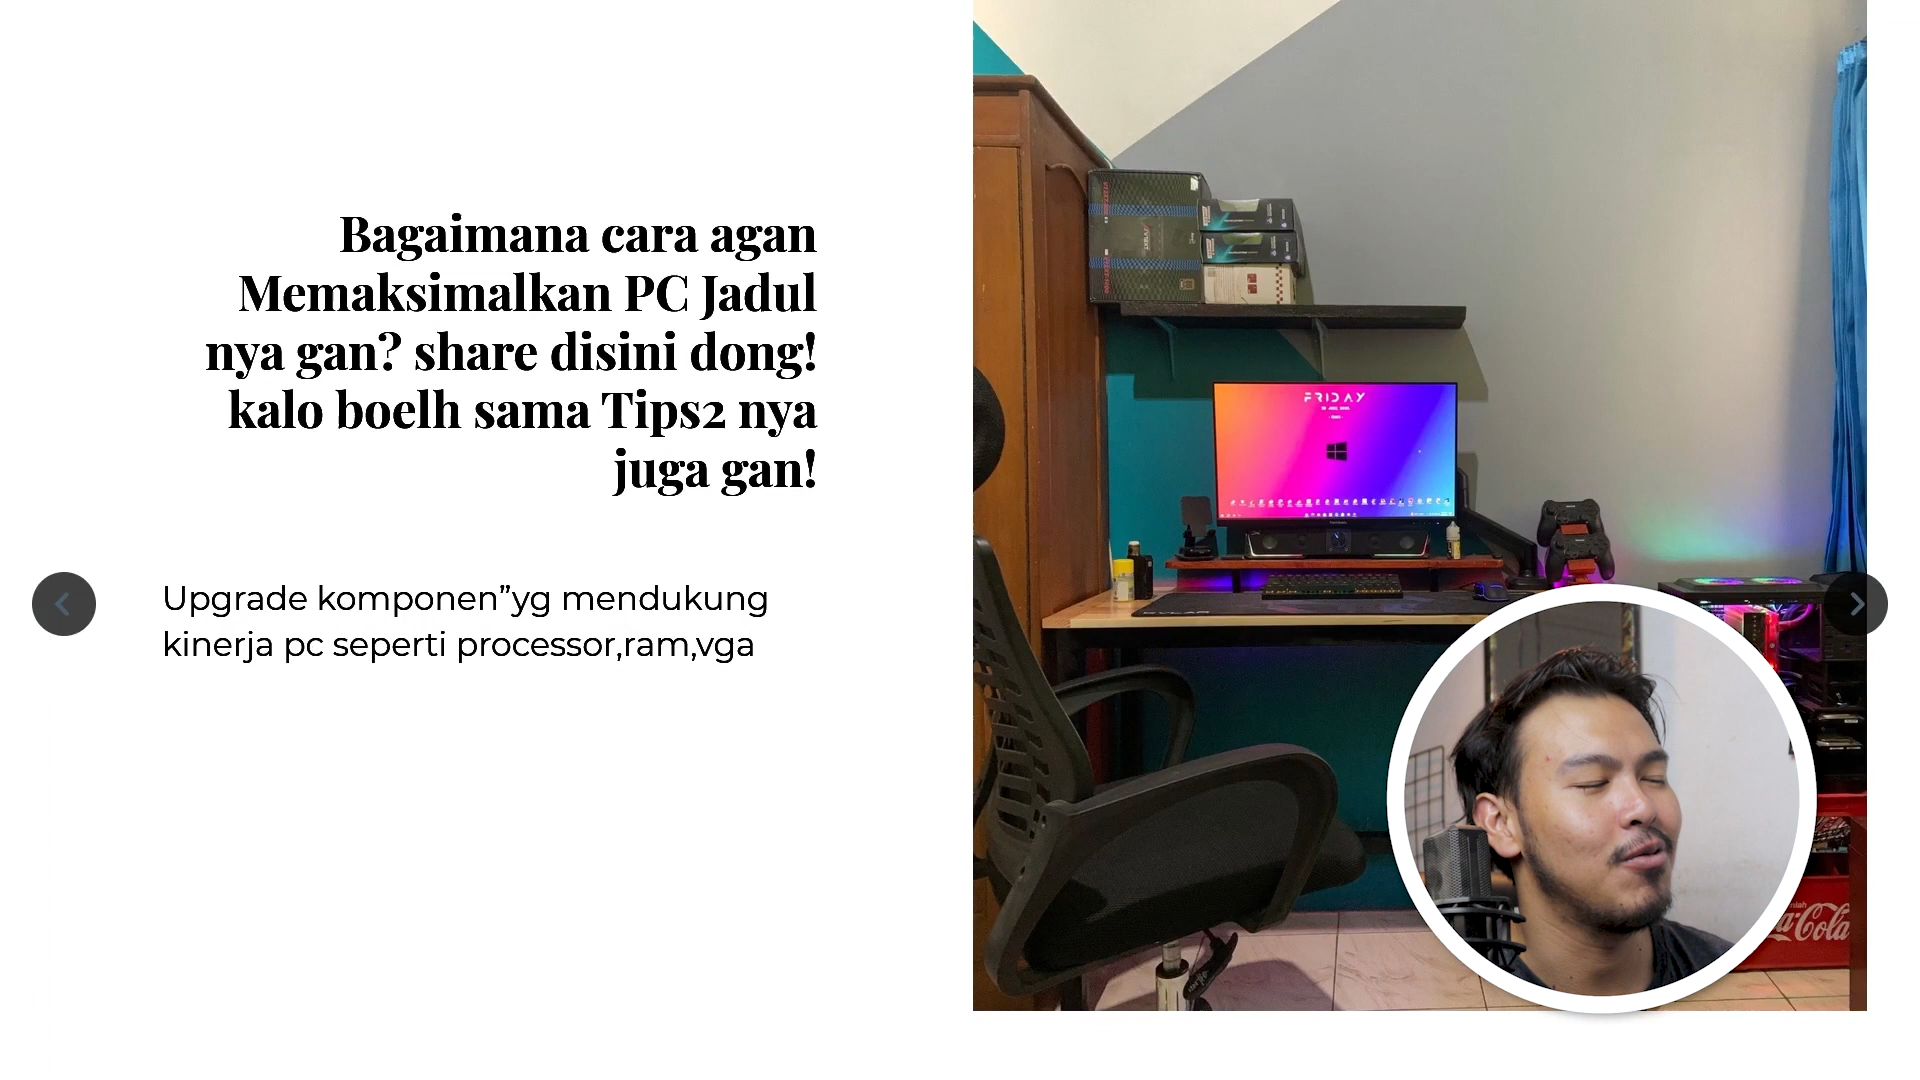 Bagaimana cara agan
Memaksimalkan PC Jadul
nya gan? share disini dong!
kalo boelh sama Tips2 nya
juga gan!
Upgrade komponen”yg mendukung
kinerja pc seperti processor,ram,vga
FRIDAY
a-Cola